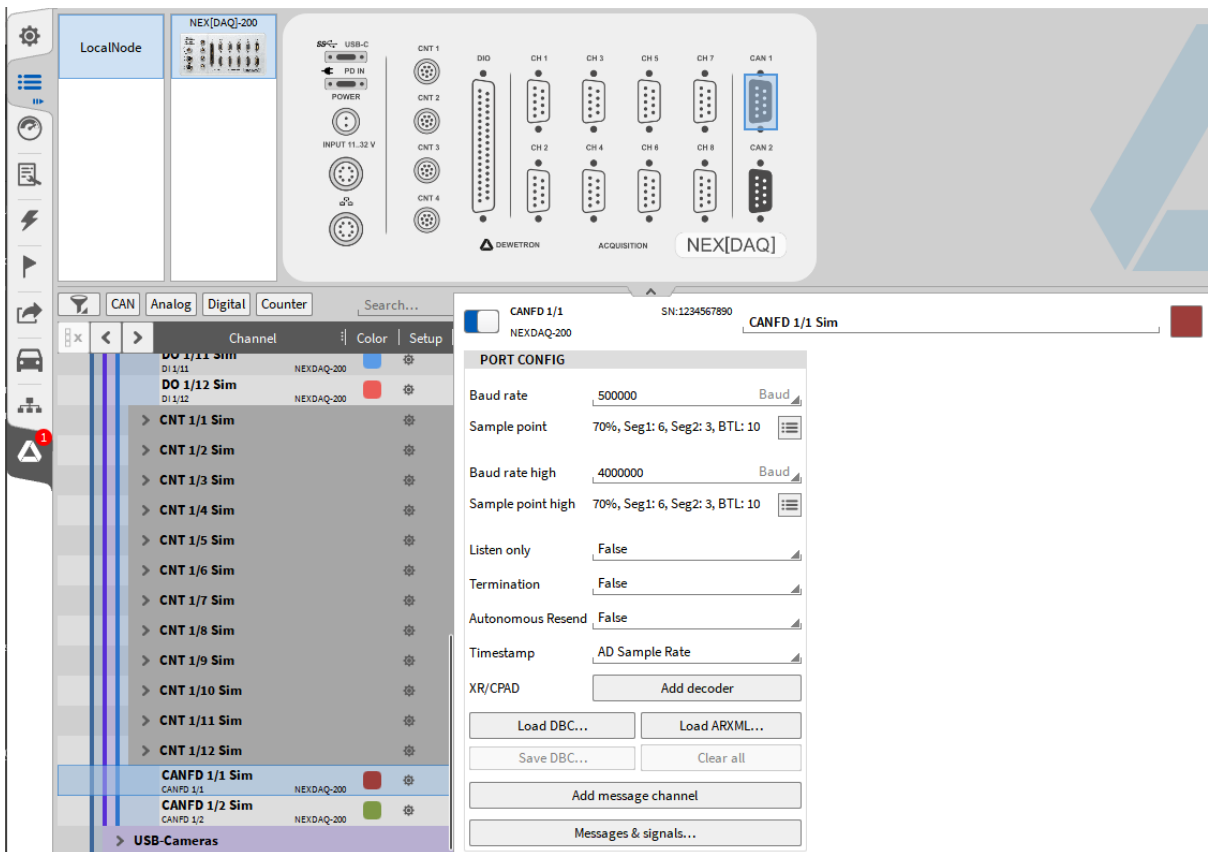 LocalNode
NEX[DAQ]-200
USB-C
PD IN
POWER
INPUT 11..32 V
CNT 1
CNT 2
CNT 3
CNT 4
DIO
CH 1
CH 3
CH 5
CH 7
CAN 1
CH 2
CH 4
CH 6
CH 8
CAN 2
DEWETRON
ACQUISITION
NEX[DAQ]
1
CAN
Analog
Digital
Counter
Search...
Channel
Color
Setup
DO 1/11 Sim
DI 1/11
NEXDAQ-200
DO 1/12 Sim
DI 1/12
NEXDAQ-200
CNT 1/1 Sim
CNT 1/2 Sim
CNT 1/3 Sim
CNT 1/4 Sim
CNT 1/5 Sim
CNT 1/6 Sim
CNT 1/7 Sim
CNT 1/8 Sim
CNT 1/9 Sim
CNT 1/10 Sim
CNT 1/11 Sim
CNT 1/12 Sim
CANFD 1/1 Sim
CANFD 1/1
NEXDAQ-200
CANFD 1/2 Sim
CANFD 1/2
NEXDAQ-200
USB-Cameras
CANFD 1/1
SN:1234567890
NEXDAQ-200
CANFD 1/1 Sim
PORT CONFIG
Baud rate 500000 Baud
Sample point 70%, Seg1: 6, Seg2: 3, BTL: 10
Baud rate high 4000000 Baud
Sample point high 70%, Seg1: 6, Seg2: 3, BTL: 10
Listen only False
Termination False
Autonomous Resend False
Timestamp AD Sample Rate
XR/CPAD Add decoder
Load DBC... Load ARXML...
Save DBC... Clear all
Add message channel
Messages & signals...